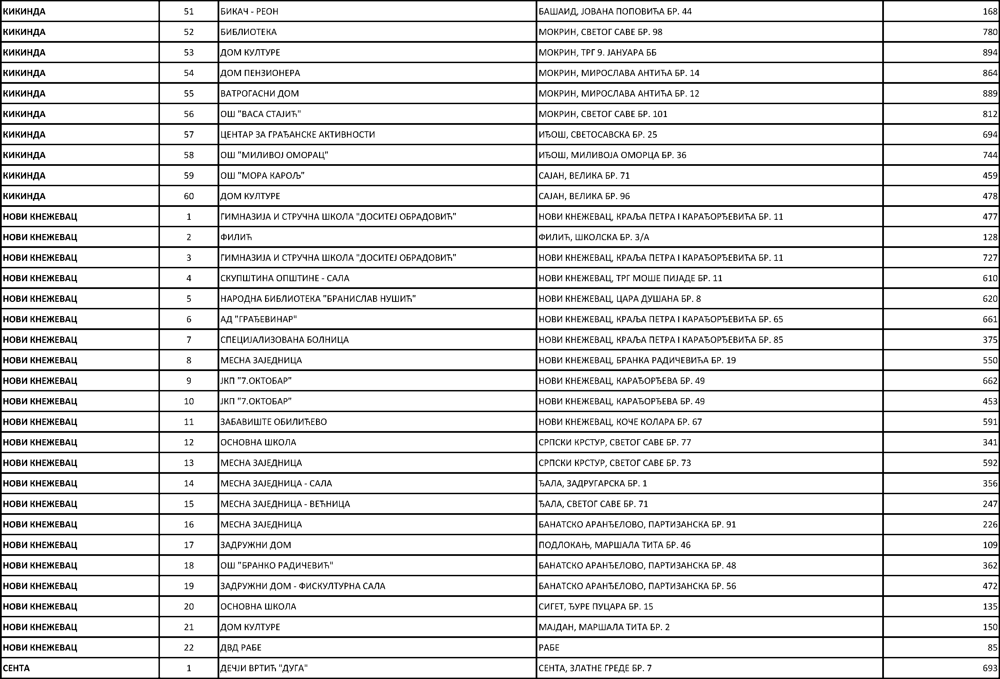 КИКИНДА 51 БИКАЧ - РЕОН БАШАИД, ЈОВАНА ПОПОВИЋА БР. 44 168
КИКИНДА 52 БИБЛИОТЕКА МОКРИН, СВЕТОГ САВЕ БР. 98 780
КИКИНДА 53 ДОМ КУЛТУРЕ МОКРИН, ТРГ 9. ЈАНУАРА ББ 894
КИКИНДА 54 ДОМ ПЕНЗИОНЕРА МОКРИН, МИРОСЛАВА АНТИЋА БР. 14 864
КИКИНДА 55 ВАТРОГАСНИ ДОМ МОКРИН, МИРОСЛАВА АНТИЋА БР. 12 889
КИКИНДА 56 ОШ "ВАСА СТАЈИЋ" МОКРИН, СВЕТОГ САВЕ БР. 101 812
КИКИНДА 57 ЦЕНТАР ЗА ГРАЂАНСКЕ АКТИВНОСТИ ИЂОШ, СВЕТОСАВСКА БР. 25 694
КИКИНДА 58 ОШ "МИЛИВОЈ ОМОРАЦ" ИЂОШ, МИЛИВОЈА ОМОРЦА БР. 36 744
КИКИНДА 59 ОШ "МОРА КАРОЉ" САЈАН, ВЕЛИКА БР. 71 459
КИКИНДА 60 ДОМ КУЛТУРЕ САЈАН, ВЕЛИКА БР. 96 478
НОВИ КНЕЖЕВАЦ 1 ГИМНАЗИЈА И СТРУЧНА ШКОЛА "ДОСИТЕЈ ОБРАДОВИЋ" НОВИ КНЕЖЕВАЦ, КРАЉА ПЕТРА I КАРАЂОРЂЕВИЋА БР. 11 477
НОВИ КНЕЖЕВАЦ 2 ФИЛИЋ ФИЛИЋ, ШКОЛСКА БР. 3/А 128
НОВИ КНЕЖЕВАЦ 3 ГИМНАЗИЈА И СТРУЧНА ШКОЛА "ДОСИТЕЈ ОБРАДОВИЋ" НОВИ КНЕЖЕВАЦ, КРАЉА ПЕТРА I КАРАЂОРЂЕВИЋА БР. 11 727
НОВИ КНЕЖЕВАЦ 4 СКУПШТИНА ОПШТИНЕ - САЛА НОВИ КНЕЖЕВАЦ, ТРГ МОШЕ ПИЈАДЕ БР. 11 610
НОВИ КНЕЖЕВАЦ 5 НАРОДНА БИБЛИОТЕКА "БРАНИСЛАВ НУШИЋ" НОВИ КНЕЖЕВАЦ, ЦАРА ДУШАНА БР. 8 620
НОВИ КНЕЖЕВАЦ 6 АД "ГРАЂЕВИНАР" НОВИ КНЕЖЕВАЦ, КРАЉА ПЕТРА I КАРАЂОРЂЕВИЋА БР. 65 661
НОВИ КНЕЖЕВАЦ 7 СПЕЦИЈАЛИЗОВАНА БОЛНИЦА НОВИ КНЕЖЕВАЦ, КРАЉА ПЕТРА I КАРАЂОРЂЕВИЋА БР. 85 375
НОВИ КНЕЖЕВАЦ 8 МЕСНА ЗАЈЕДНИЦА НОВИ КНЕЖЕВАЦ, БРАНКА РАДИЧЕВИЋА БР. 19 550
НОВИ КНЕЖЕВАЦ 9 ЈКП "7.ОКТОБАР" НОВИ КНЕЖЕВАЦ, КАРАЂОРЂЕВА БР. 49 662
НОВИ КНЕЖЕВАЦ 10 ЈКП "7.ОКТОБАР" НОВИ КНЕЖЕВАЦ, КАРАЂОРЂЕВА БР. 49 453
НОВИ КНЕЖЕВАЦ 11 ЗАБАВИШТЕ ОБИЛИЋЕВО НОВИ КНЕЖЕВАЦ, КОЧЕ КОЛАРА БР. 67 591
НОВИ КНЕЖЕВАЦ 12 ОСНОВНА ШКОЛА СРПСКИ КРСТУР, СВЕТОГ САВЕ БР. 77 341
НОВИ КНЕЖЕВАЦ 13 МЕСНА ЗАЈЕДНИЦА СРПСКИ КРСТУР, СВЕТОГ САВЕ БР. 73 592
НОВИ КНЕЖЕВАЦ 14 МЕСНА ЗАЈЕДНИЦА - САЛА ЂАЛА, ЗАДРУГАРСКА БР. 1 356
НОВИ КНЕЖЕВАЦ 15 МЕСНА ЗАЈЕДНИЦА - ВЕЋНИЦА ЂАЛА, СВЕТОГ САВЕ БР. 71 247
НОВИ КНЕЖЕВАЦ 16 МЕСНА ЗАЈЕДНИЦА БАНАТСКО АРАНЂЕЛОВО, ПАРТИЗАНСКА БР. 91 226
НОВИ КНЕЖЕВАЦ 17 ЗАДРУЖНИ ДОМ ПОДЛОКАЊ, МАРШАЛА ТИТА БР. 46 109
НОВИ КНЕЖЕВАЦ 18 ОШ "БРАНКО РАДИЧЕВИЋ" БАНАТСКО АРАНЂЕЛОВО, ПАРТИЗАНСКА БР. 48 362
НОВИ КНЕЖЕВАЦ 19 ЗАДРУЖНИ ДОМ - ФИСКУЛТУРНА САЛА БАНАТСКО АРАНЂЕЛОВО, ПАРТИЗАНСКА БР. 56 472
НОВИ КНЕЖЕВАЦ 20 ОСНОВНА ШКОЛА СИГЕТ, ЂУРЕ ПУЦАРА БР. 15 135
НОВИ КНЕЖЕВАЦ 21 ДОМ КУЛТУРЕ МАЈДАН, МАРШАЛА ТИТА БР. 2 150
НОВИ КНЕЖЕВАЦ 22 ДВД РАБЕ РАБЕ 85
СЕНТА 1 ДЕЧЈИ ВРТИЋ "ДУГА" СЕНТА, ЗЛАТНЕ ГРЕДЕ БР. 7 693